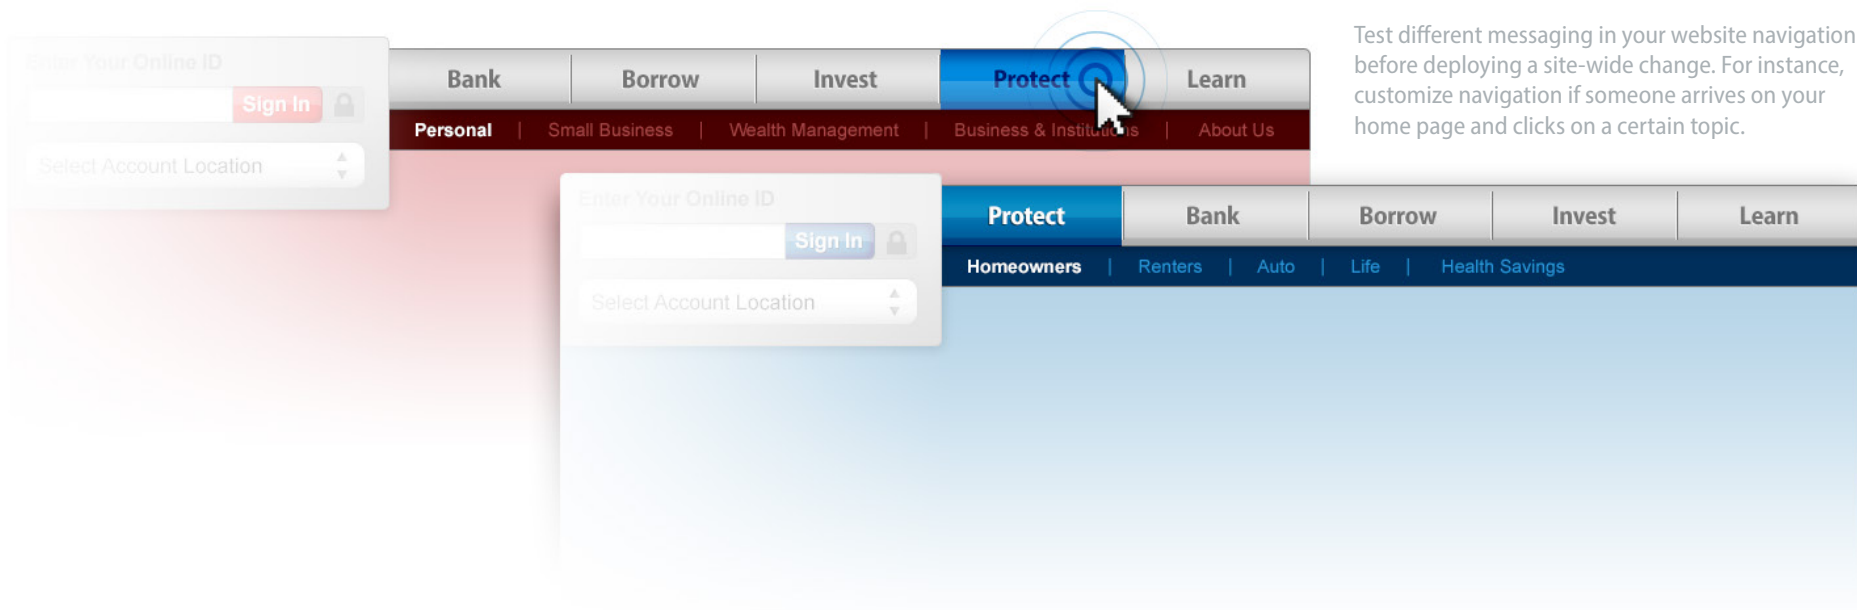 Test different messaging in your website navigation
before deploying a site-wide change. For instance,
customize navigation if someone arrives on your
home page and clicks on a certain topic.
Enter Your Online ID
Sign In
Select Account Location
Bank Borrow Invest Protect Learn
Personal | Small Business | Wealth Management | Business & Institutions | About Us
Enter Your Online ID
Sign In
Select Account Location
Protect Bank Borrow Invest Learn
Homeowners | Renters | Auto | Life | Health Savings